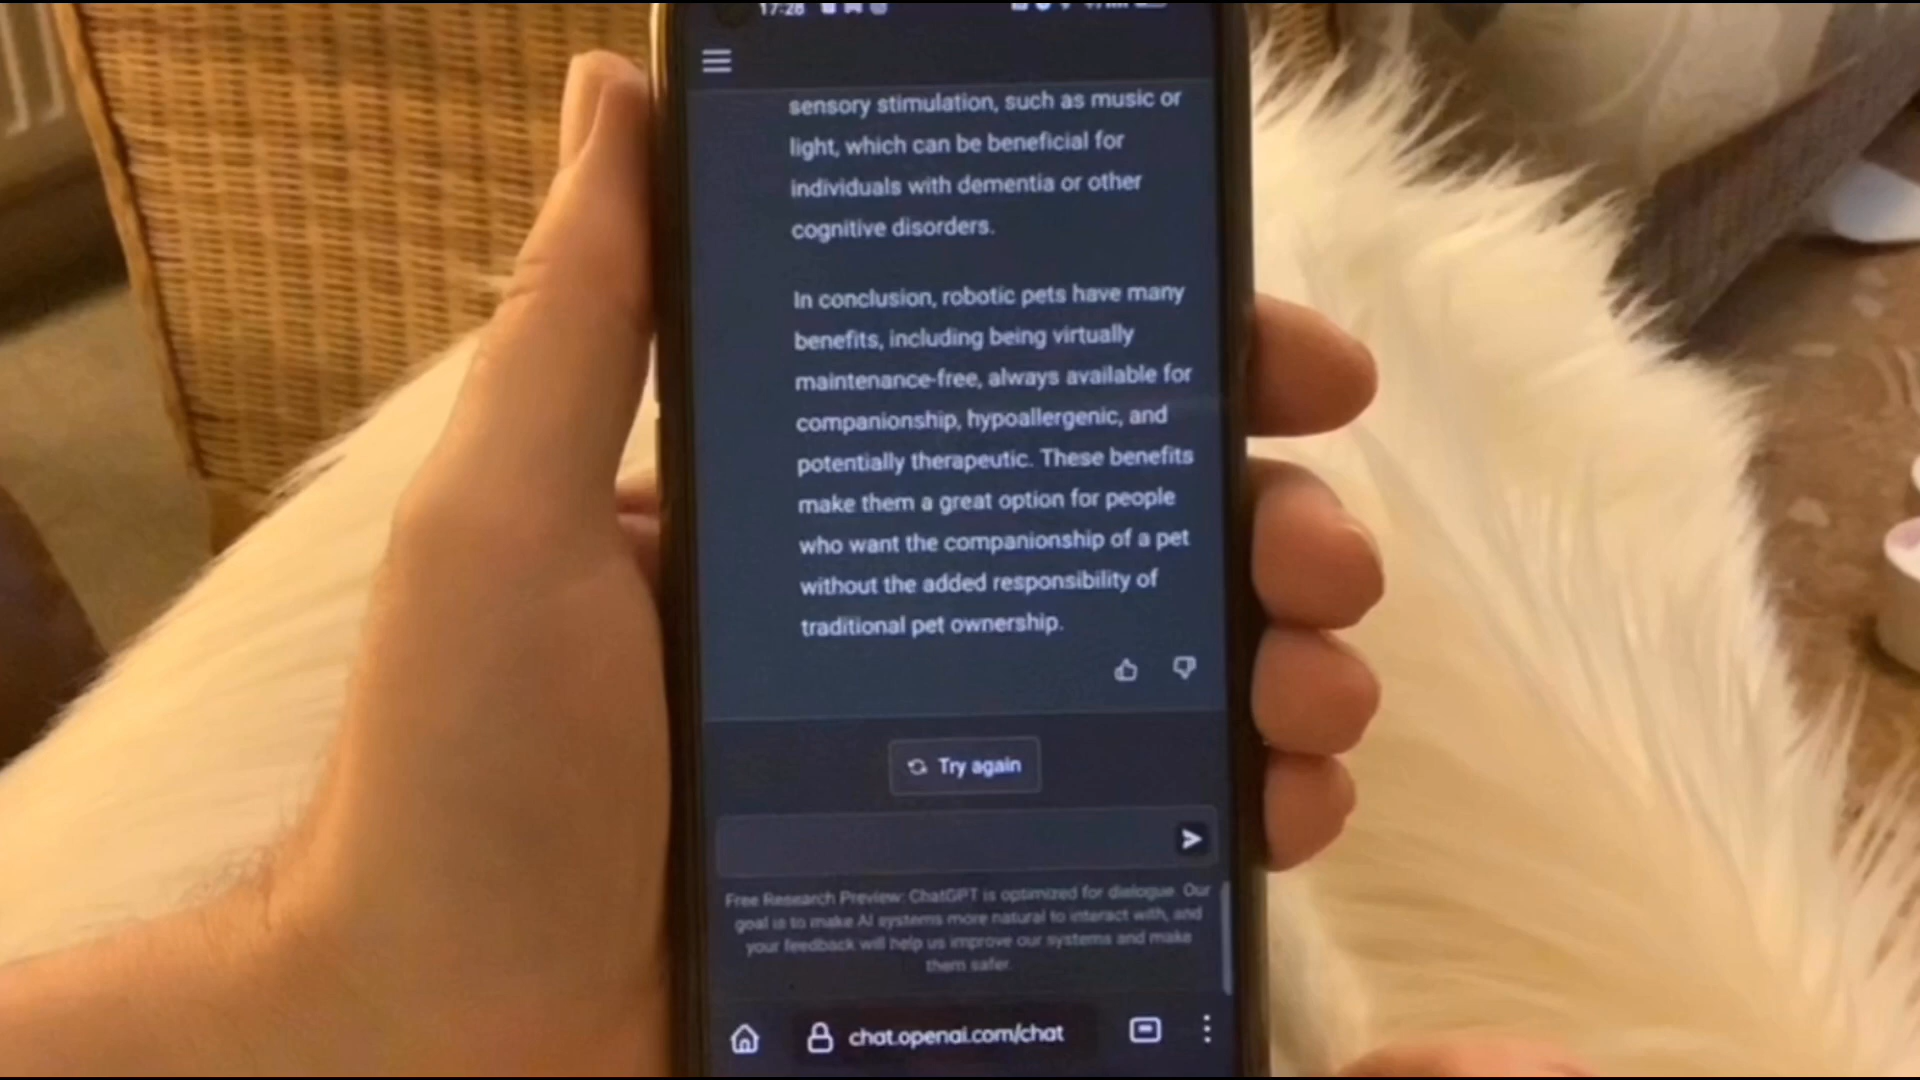 17:28
sensory stimulation, such as music or
light, which can be beneficial for
individuals with dementia or other
cognitive disorders.
In conclusion, robotic pets have many
benefits, including being virtually
maintenance-free, always available for
companionship, hypoallergenic, and
potentially therapeutic. These benefits
make them a great option for people
who want the companionship of a pet
without the added responsibility of
traditional pet ownership.
Try again
Free Research Preview: ChatGPT is optimized for dialogue. Our
goal is to make AI systems more natural to interact with, and
your feedback will help us improve our systems and make
them safer.
chat.openai.com/chat